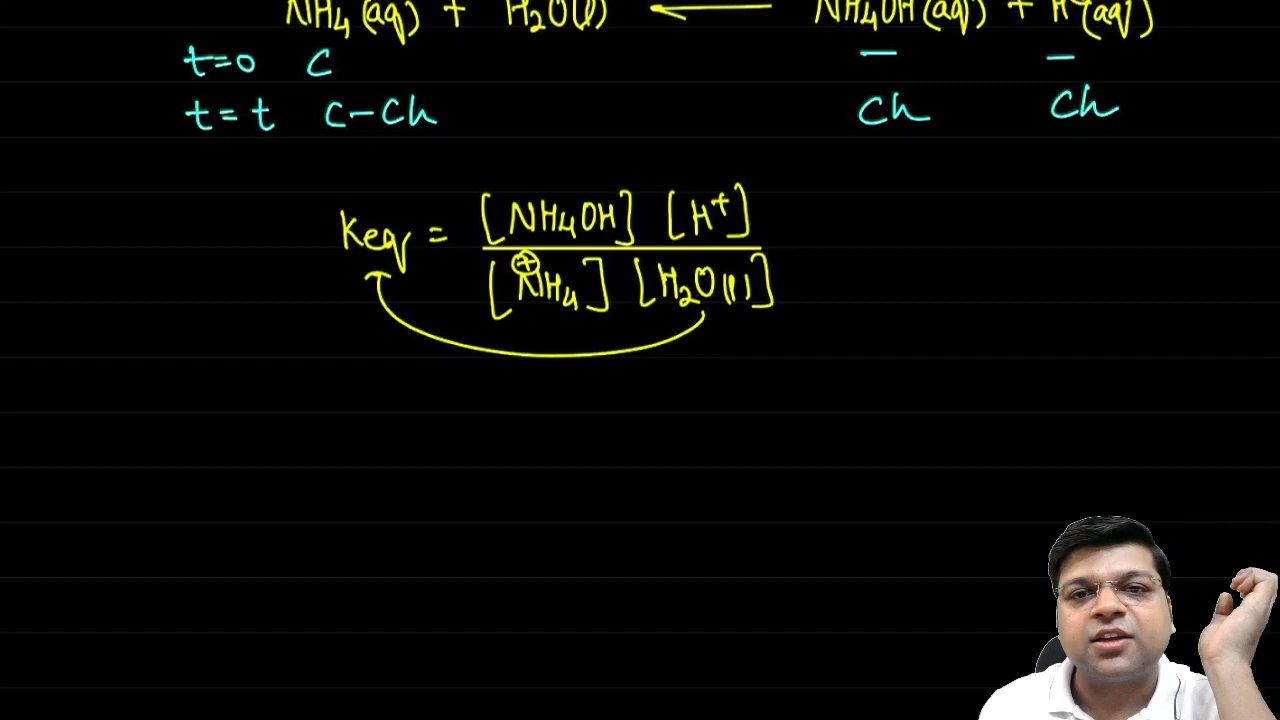 NH4 (aq) + H2O(l) ← NH4OH(aq) + H+(aq)
t=0 C — —
t=t C-Ch Ch Ch
Keq = [NH4OH] [H+]
[⊕NH4] [H2O(l)]